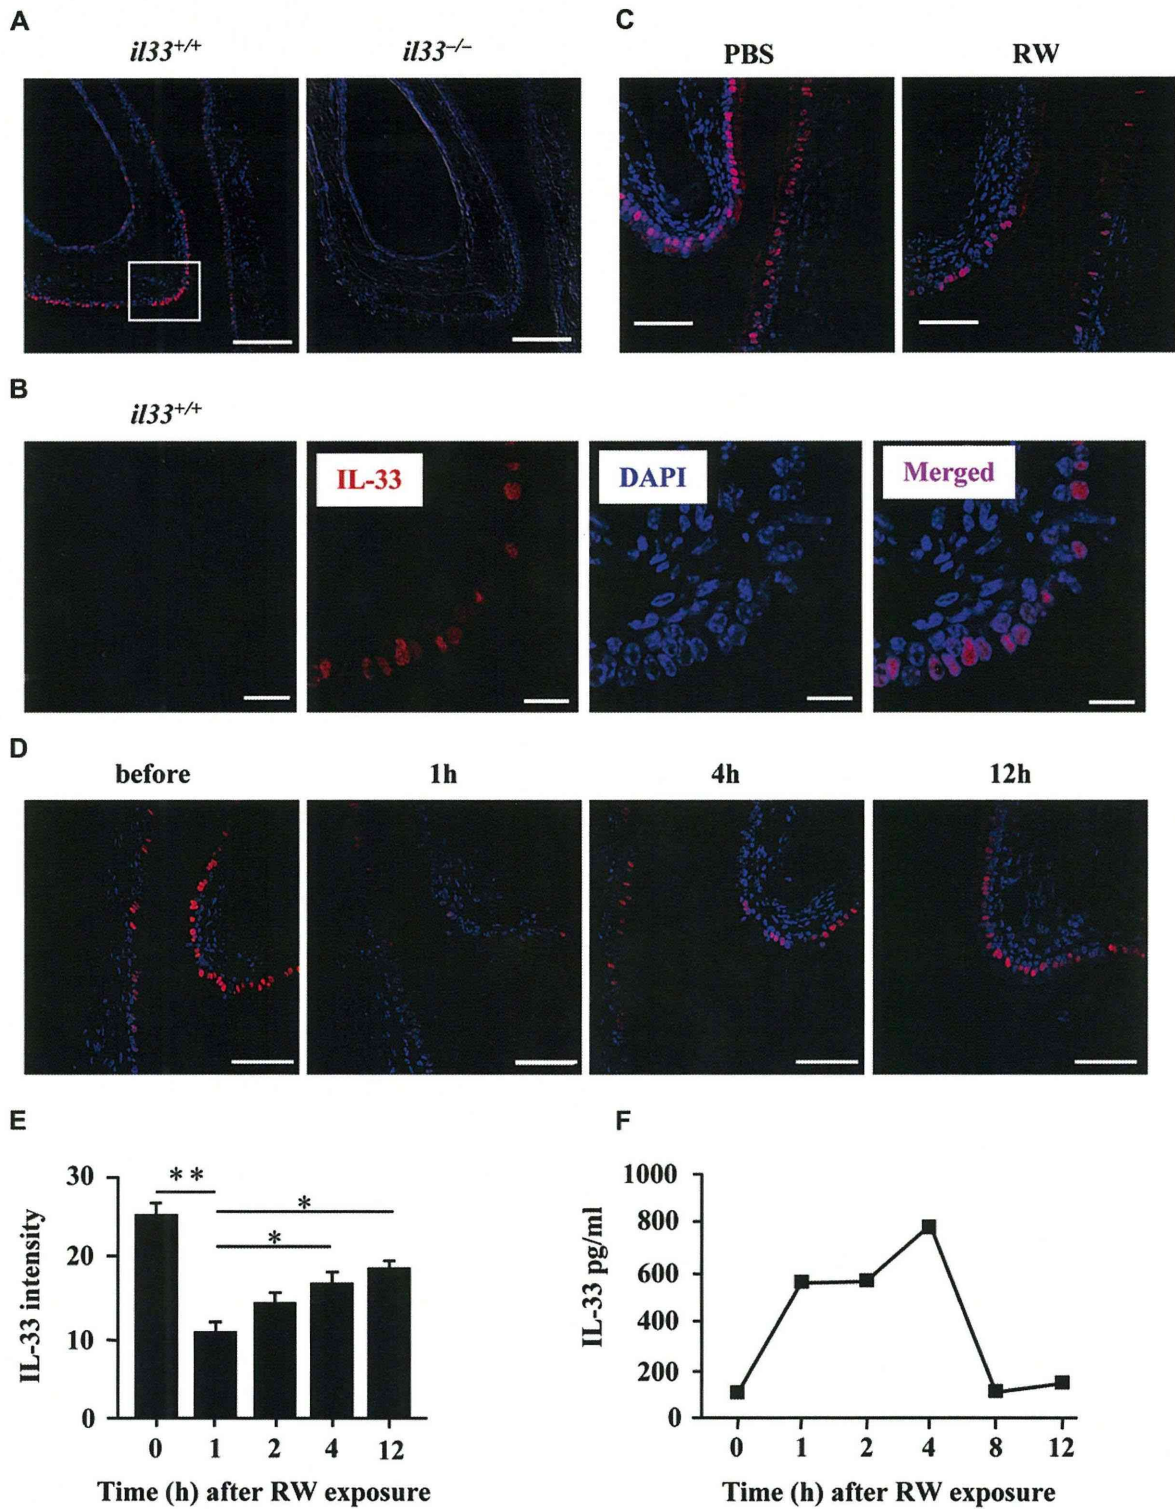 A
il33+/+ il33−/−
C
PBS RW
B
il33+/+
IL-33
DAPI
Merged
D
before 1h 4h 12h
E
30
20
10
0
IL-33 intensity
**
*
*
0 1 2 4 12
Time (h) after RW exposure
F
1000
800
600
400
200
0
IL-33 pg/ml
0 1 2 4 8 12
Time (h) after RW exposure